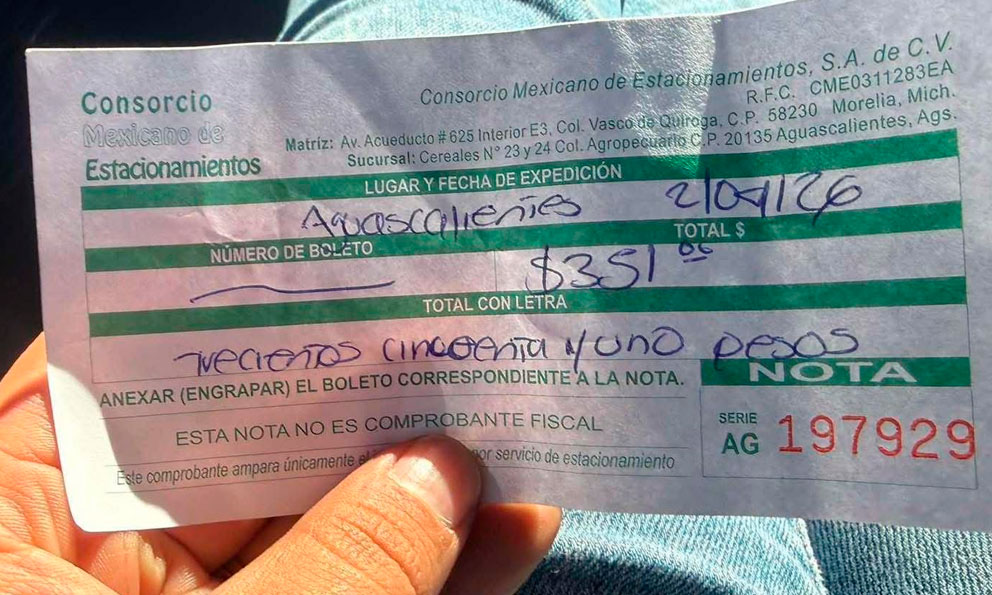 Consorcio
Mexicano de
Estacionamientos
Consorcio Mexicano de Estacionamientos, S.A. de C.V.
R.F.C. CME0311283EA
Matriz: Av. Acueducto # 625 Interior E3, Col. Vasco de Quiroga, C.P. 58230 Morelia, Mich.
Sucursal: Cereales N° 23 y 24 Col. Agropecuario C.P. 20135 Aguascalientes, Ags.
LUGAR Y FECHA DE EXPEDICIÓN
Aguascalientes 2/04/26
NÚMERO DE BOLETO
TOTAL $
$351 00
TOTAL CON LETRA
Trecientos cincuenta y uno pesos
ANEXAR (ENGRAPAR) EL BOLETO CORRESPONDIENTE A LA NOTA.
NOTA
ESTA NOTA NO ES COMPROBANTE FISCAL
SERIE
AG 197929
Este comprobante ampara únicamente el por servicio de estacionamiento